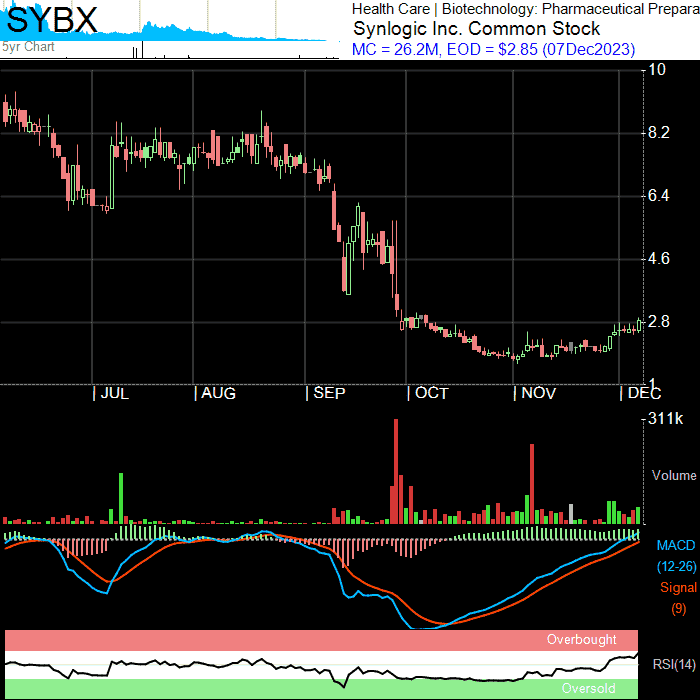 SYBX
5yr Chart
Health Care | Biotechnology: Pharmaceutical Prepara
Synlogic Inc. Common Stock
MC = 26.2M, EOD = $2.85 (07Dec2023)
10
8.2
6.4
4.6
2.8
1
| JUL | AUG | SEP | OCT | NOV | DEC
311k
Volume
MACD
(12-26)
Signal
(9)
Overbought
RSI(14)
Oversold